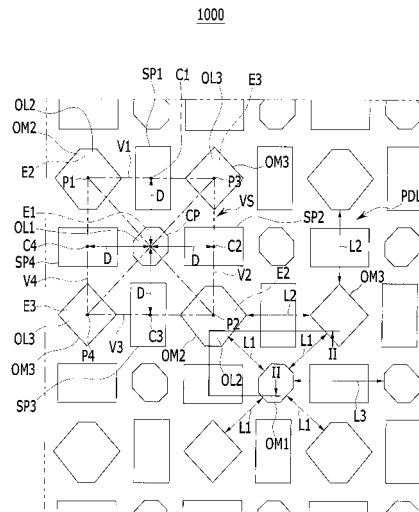 1000
SP1 C1 OL3 E3
OL2
OM2
V1
E2
P1 P3 OM3
D VS PDL
E1 CP
OL1 SP2
C4 C2 L2
SP4 D D
V4 V2 OM3
E3 D E2 L2
OL3 P2
OM3 P4 V3 C3 L1 L1 II
OM2 OL2 II
SP3
L1 OM1 L1 L3